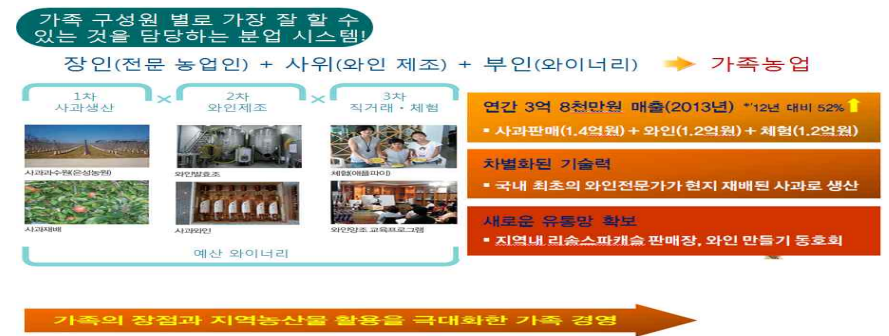 가족 구성원 별로 가장 잘 할 수
있는 것을 담당하는 분업 시스템!
장인(전문 농업인) + 사위(와인 제조) + 부인(와이너리) 가족농업
1차
사과생산
×
2차
와인제조
×
3차
직거래·체험
사과과수원(은성농원)
와인발효조
체험(애플파이)
사과재배
사과와인
와인양조 교육프로그램
예산 와이너리
연간 3억 8천만원 매출(2013년) *'12년 대비 52%
▪ 사과판매(1.4억원) + 와인(1.2억원) + 체험(1.2억원)
차별화된 기술력
▪ 국내 최초의 와인전문가가 현지 재배된 사과로 생산
새로운 유통망 확보
▪ 지역내 리솜스파캐슬 판매장, 와인 만들기 동호회
가족의 장점과 지역농산물 활용을 극대화한 가족 경영